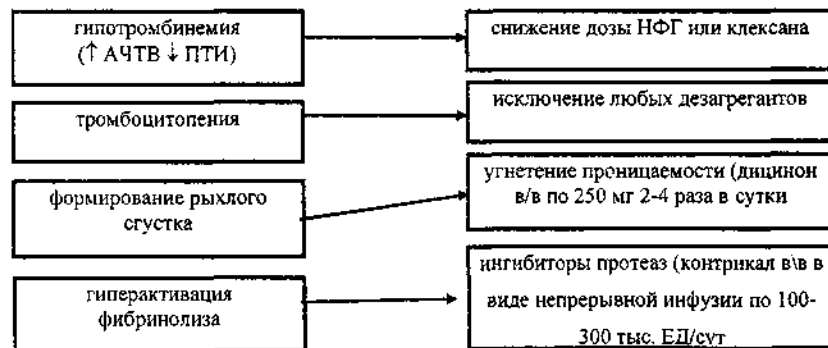 гипотромбинемия
(↑ АЧТВ ↓ ПТИ)
снижение дозы НФГ или клексана
тромбоцитопения
исключение любых дезагрегантов
формирование рыхлого
сгустка
угнетение проницаемости (дицинон
в/в по 250 мг 2-4 раза в сутки
гиперактивация
фибринолиза
ингибиторы протеаз (контрикал в\в в
виде непрерывной инфузии по 100-
300 тыс. ЕД/сут